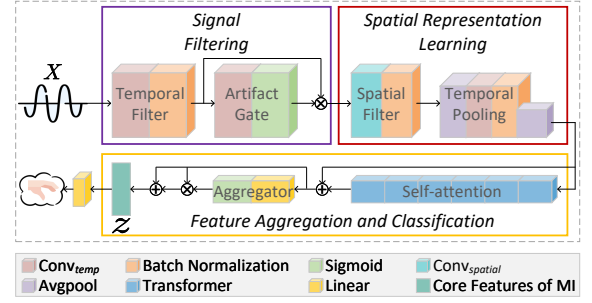 Signal
Filtering
Spatial Representation
Learning
X
Temporal
Filter
Artifact
Gate
Spatial
Filter
Temporal
Pooling
z
Aggregator
Self-attention
Feature Aggregation and Classification
Conv_temp
Batch Normalization
Sigmoid
Conv_spatial
Avgpool
Transformer
Linear
Core Features of MI